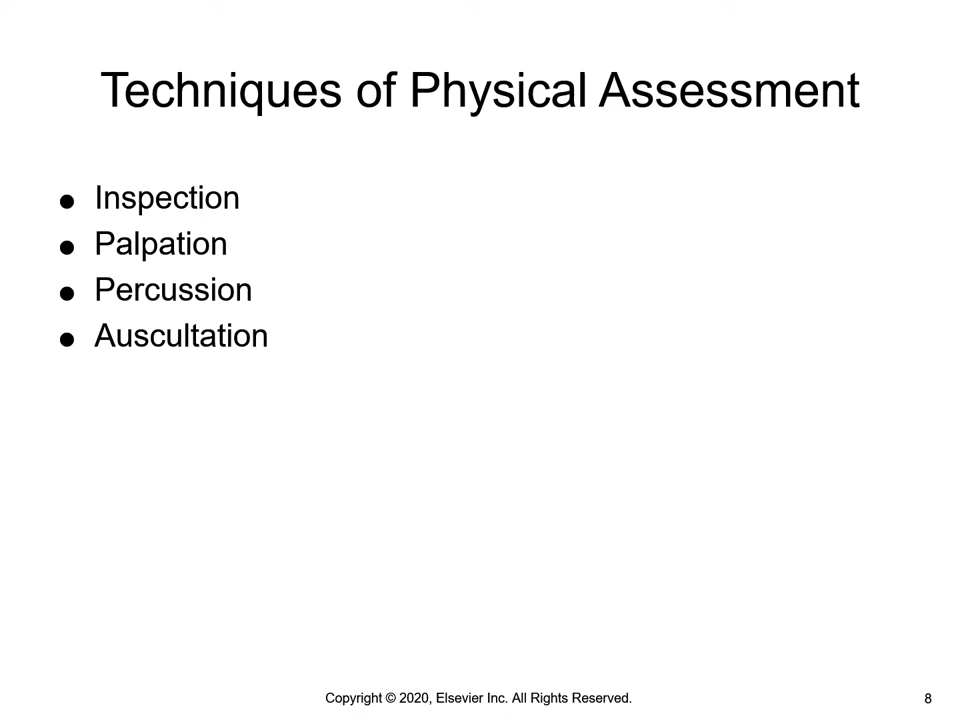 Techniques of Physical Assessment
● Inspection
● Palpation
● Percussion
● Auscultation
Copyright © 2020, Elsevier Inc. All Rights Reserved.
8